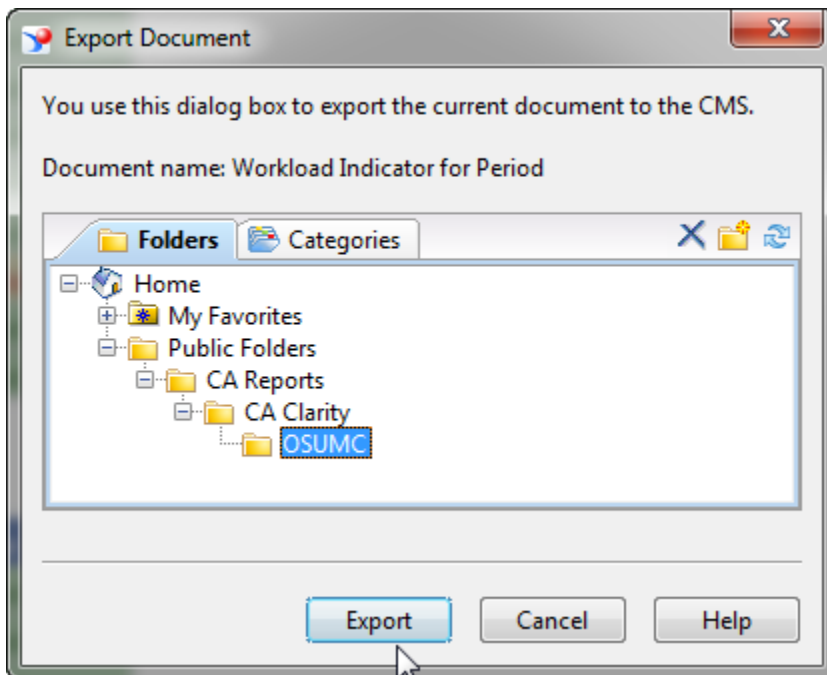 Export Document
You use this dialog box to export the current document to the CMS.
Document name: Workload Indicator for Period
Folders Categories
Home
My Favorites
Public Folders
CA Reports
CA Clarity
OSUMC
Export Cancel Help